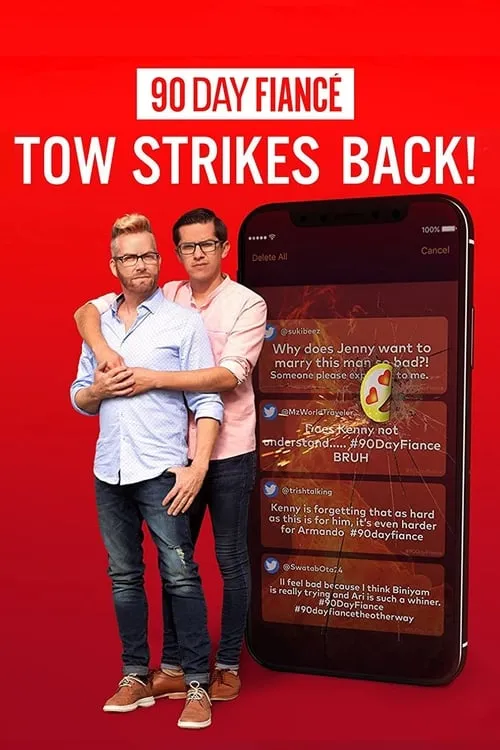 90 DAY FIANCÉ
TOW STRIKES BACK!
100%
Delete All
Cancel
@sukibeez
Why does Jenny want to
marry this man so bad?!
Someone please to me.
@MzWorldTraveler
Does Kenny not
understand..... #90DayFiance
BRUH
@trishtalking
Kenny is forgetting that as hard
as this is for him, it's even harder
for Armando #90dayfiance
@SwatabOta74
II feel bad because I think Biniyam
is really trying and Ari is such a whiner.
#90DayFiance
#90dayfiancetheotherway